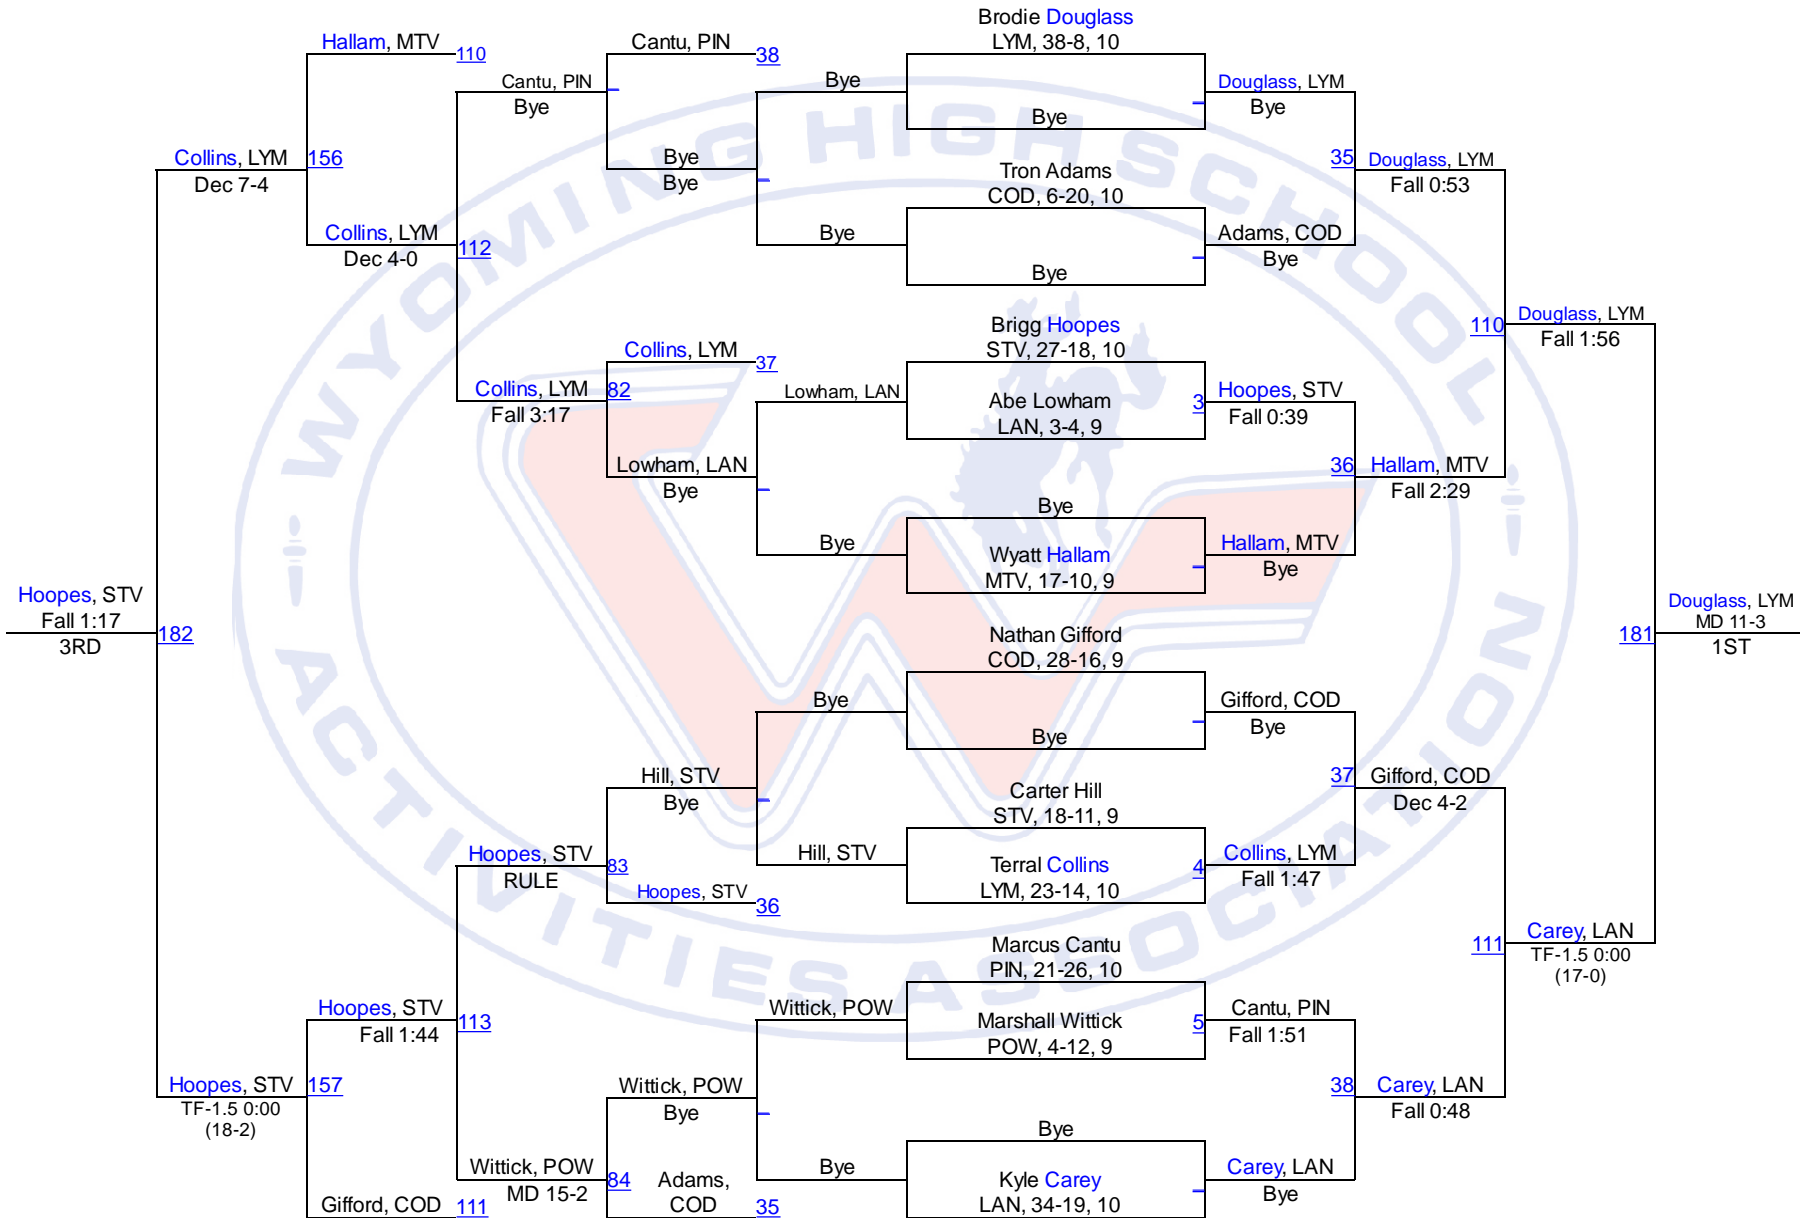 Brodie Douglass
LYM, 38-8, 10
Hallam, MTV
110
Cantu, PIN
38
Cantu, PIN
Bye
Bye
Bye
Douglass, LYM
Bye
Collins, LYM
156
Dec 7-4
Bye
Bye
Tron Adams
COD, 6-20, 10
35
Douglass, LYM
Fall 0:53
Collins, LYM
112
Dec 4-0
Bye
Bye
Adams, COD
Bye
Brigg Hoopes
STV, 27-18, 10
110
Douglass, LYM
Fall 1:56
Collins, LYM
37
Collins, LYM
82
Fall 3:17
Lowham, LAN
Abe Lowham
LAN, 3-4, 9
3
Hoopes, STV
Fall 0:39
Lowham, LAN
Bye
36
Hallam, MTV
Fall 2:29
Bye
Bye
Wyatt Hallam
MTV, 17-10, 9
Hallam, MTV
Bye
Hoopes, STV
Fall 1:17
3RD
182
Nathan Gifford
COD, 28-16, 9
181
Douglass, LYM
MD 11-3
1ST
Bye
Bye
Gifford, COD
Bye
Hill, STV
Bye
Carter Hill
STV, 18-11, 9
37
Gifford, COD
Dec 4-2
Hoopes, STV
83
RULE
Hill, STV
Terral Collins
LYM, 23-14, 10
4
Collins, LYM
Fall 1:47
Hoopes, STV
36
Marcus Cantu
PIN, 21-26, 10
111
Carey, LAN
TF-1.5 0:00
(17-0)
Hoopes, STV
113
Fall 1:44
Wittick, POW
Marshall Wittick
POW, 4-12, 9
5
Cantu, PIN
Fall 1:51
Hoopes, STV
157
TF-1.5 0:00
(18-2)
Wittick, POW
Bye
38
Carey, LAN
Fall 0:48
Bye
Wittick, POW
84
MD 15-2
Adams,
COD
35
Bye
Kyle Carey
LAN, 34-19, 10
Carey, LAN
Bye
Gifford, COD
111
WYOMING HIGH SCHOOL
ACTIVITIES ASSOCIATION